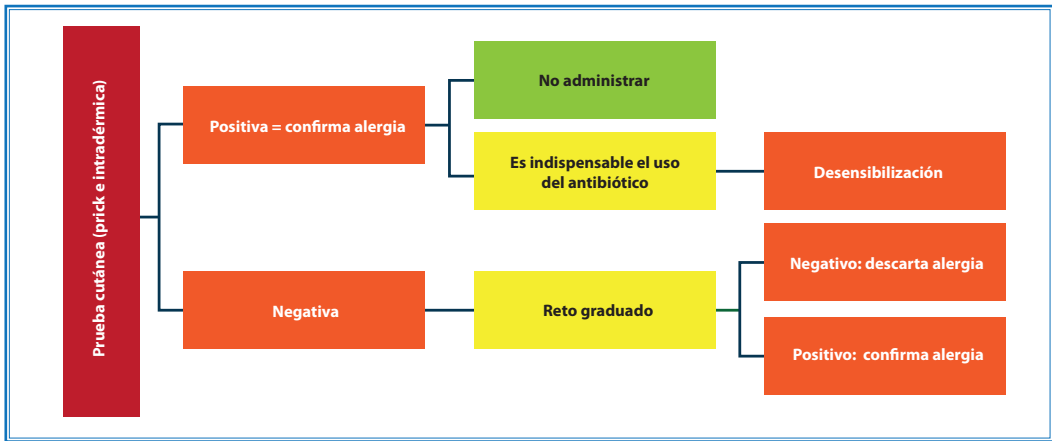 Prueba cutánea (prick e intradérmica)
Positiva = confirma alergia
No administrar
Es indispensable el uso
del antibiótico
Desensibilización
Negativa
Reto graduado
Negativo: descarta alergia
Positivo: confirma alergia